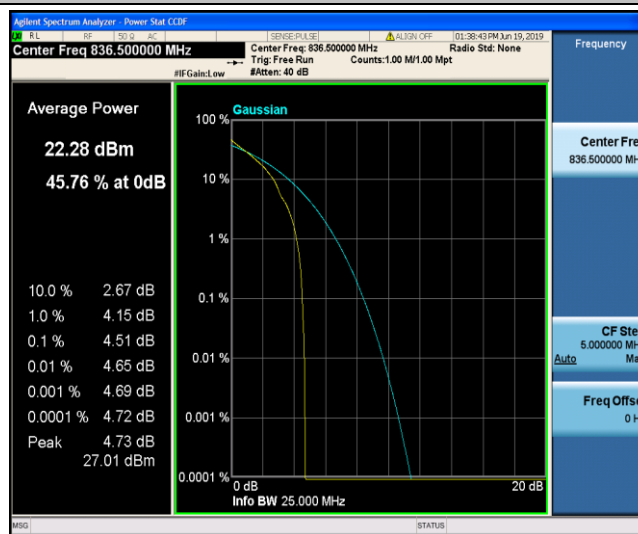 Agilent Spectrum Analyzer - Power Stat CCDF
RL RF 50 Ω AC SENSE:PULSE ALIGN OFF 01:38:43 PM Jun 19, 2019
Center Freq 836.500000 MHz
Center Freq: 836.500000 MHz Radio Std: None
Trig: Free Run Counts:1.00 M/1.00 Mpt
#IFGain:Low #Atten: 40 dB
Frequency
Average Power
22.28 dBm
45.76 % at 0dB
10.0 % 2.67 dB
1.0 % 4.15 dB
0.1 % 4.51 dB
0.01 % 4.65 dB
0.001 % 4.69 dB
0.0001 % 4.72 dB
Peak 4.73 dB
27.01 dBm
Gaussian
100 %
10 %
1 %
0.1 %
0.01 %
0.001 %
0.0001 %
0 dB 20 dB
Info BW 25.000 MHz
Center Fre
836.500000 MH
CF Ste
5.000000 MH
Auto Ma
Freq Offs
0 H
MSG STATUS